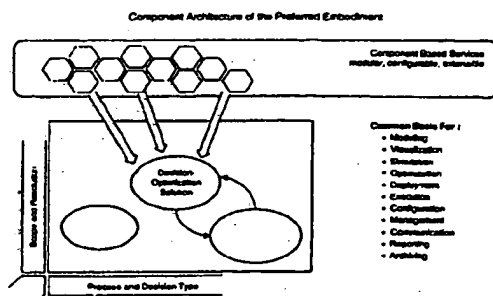 Component Architecture of the Preferred Embodiment
Component Based Services
modular, configurable, extensible
Common Basis For :
• Modeling
• Visualization
• Simulation
• Optimization
• Deployment
• Execution
• Configuration
• Management
• Communication
• Reporting
• Archiving
Decision
Optimization
Solution
Scope and Resolution
Process and Decision Type